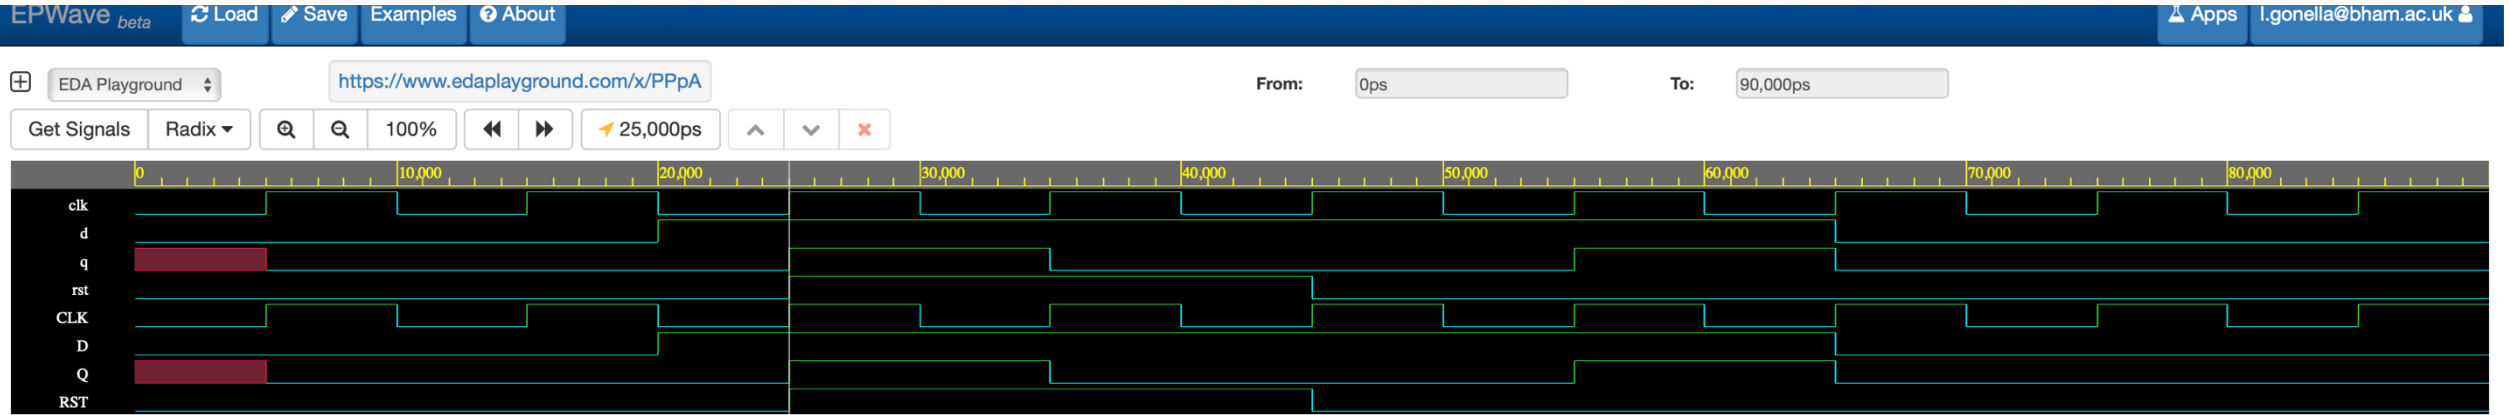 EPWave beta Load Save Examples About Apps l.gonella@bham.ac.uk
EDA Playground https://www.edaplayground.com/x/PPpA From: 0ps To: 90,000ps
Get Signals Radix 100% 25,000ps
0 10,000 20,000 30,000 40,000 50,000 60,000 70,000 80,000
clk
d
q
rst
CLK
D
Q
RST